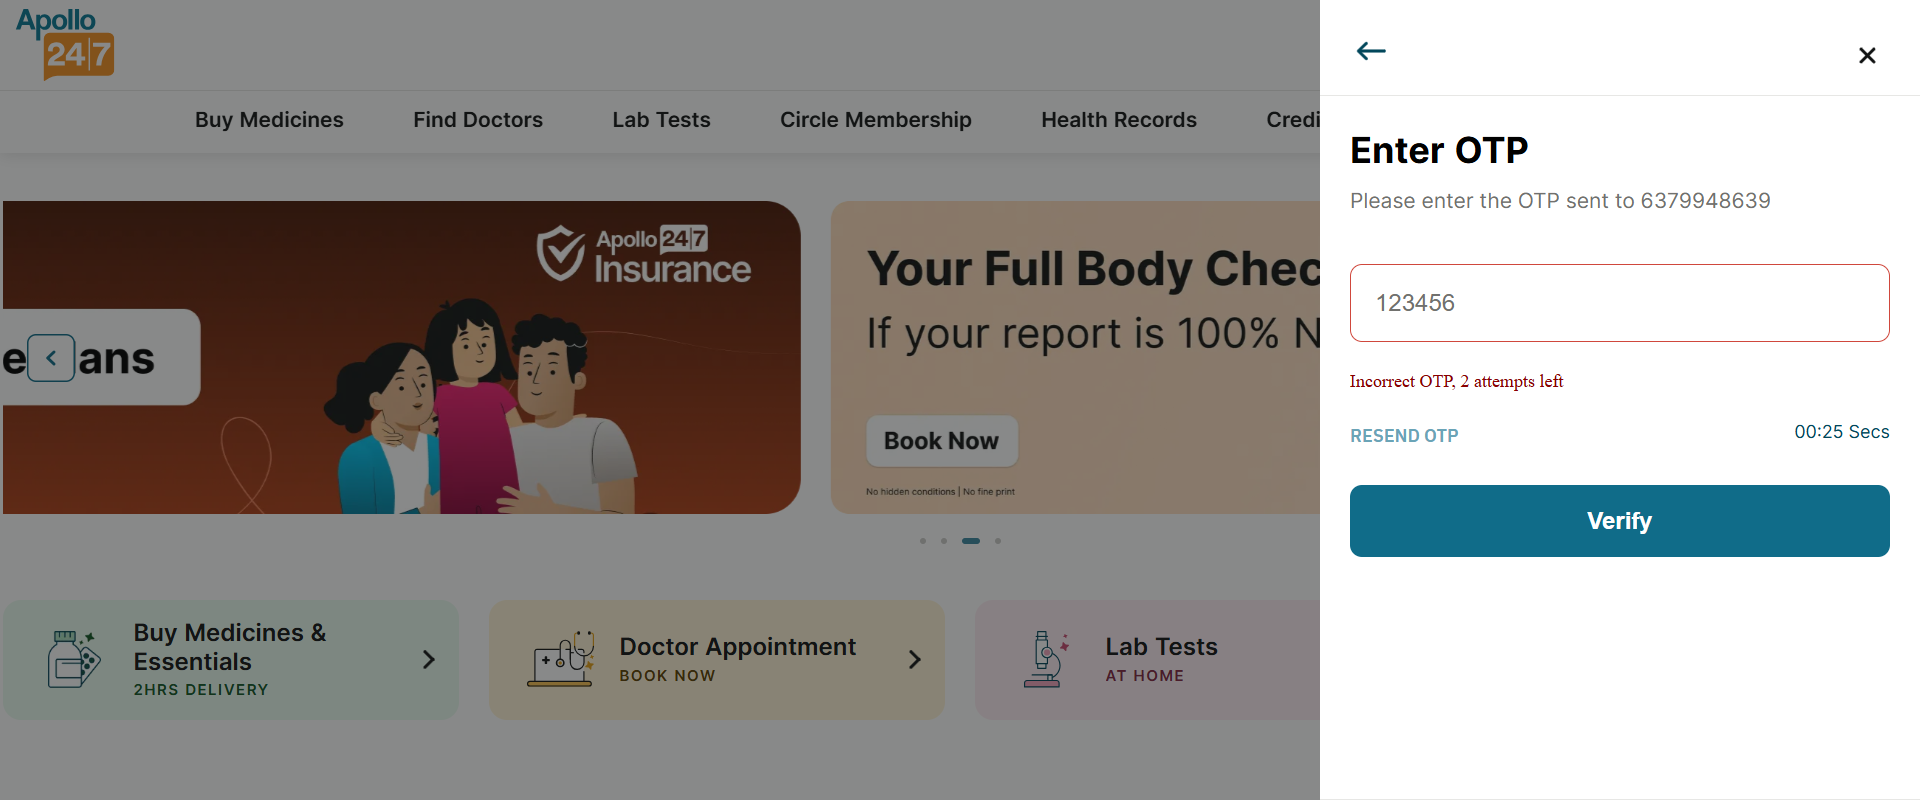 Apollo
24|7
Buy Medicines
Find Doctors
Lab Tests
Circle Membership
Health Records
Credi
Apollo 24|7
Insurance
e
ans
Your Full Body Chec
If your report is 100% N
Book Now
No hidden conditions | No fine print
Buy Medicines &
Essentials
2HRS DELIVERY
Doctor Appointment
BOOK NOW
Lab Tests
AT HOME
Enter OTP
Please enter the OTP sent to 6379948639
123456
Incorrect OTP, 2 attempts left
RESEND OTP
00:25 Secs
Verify